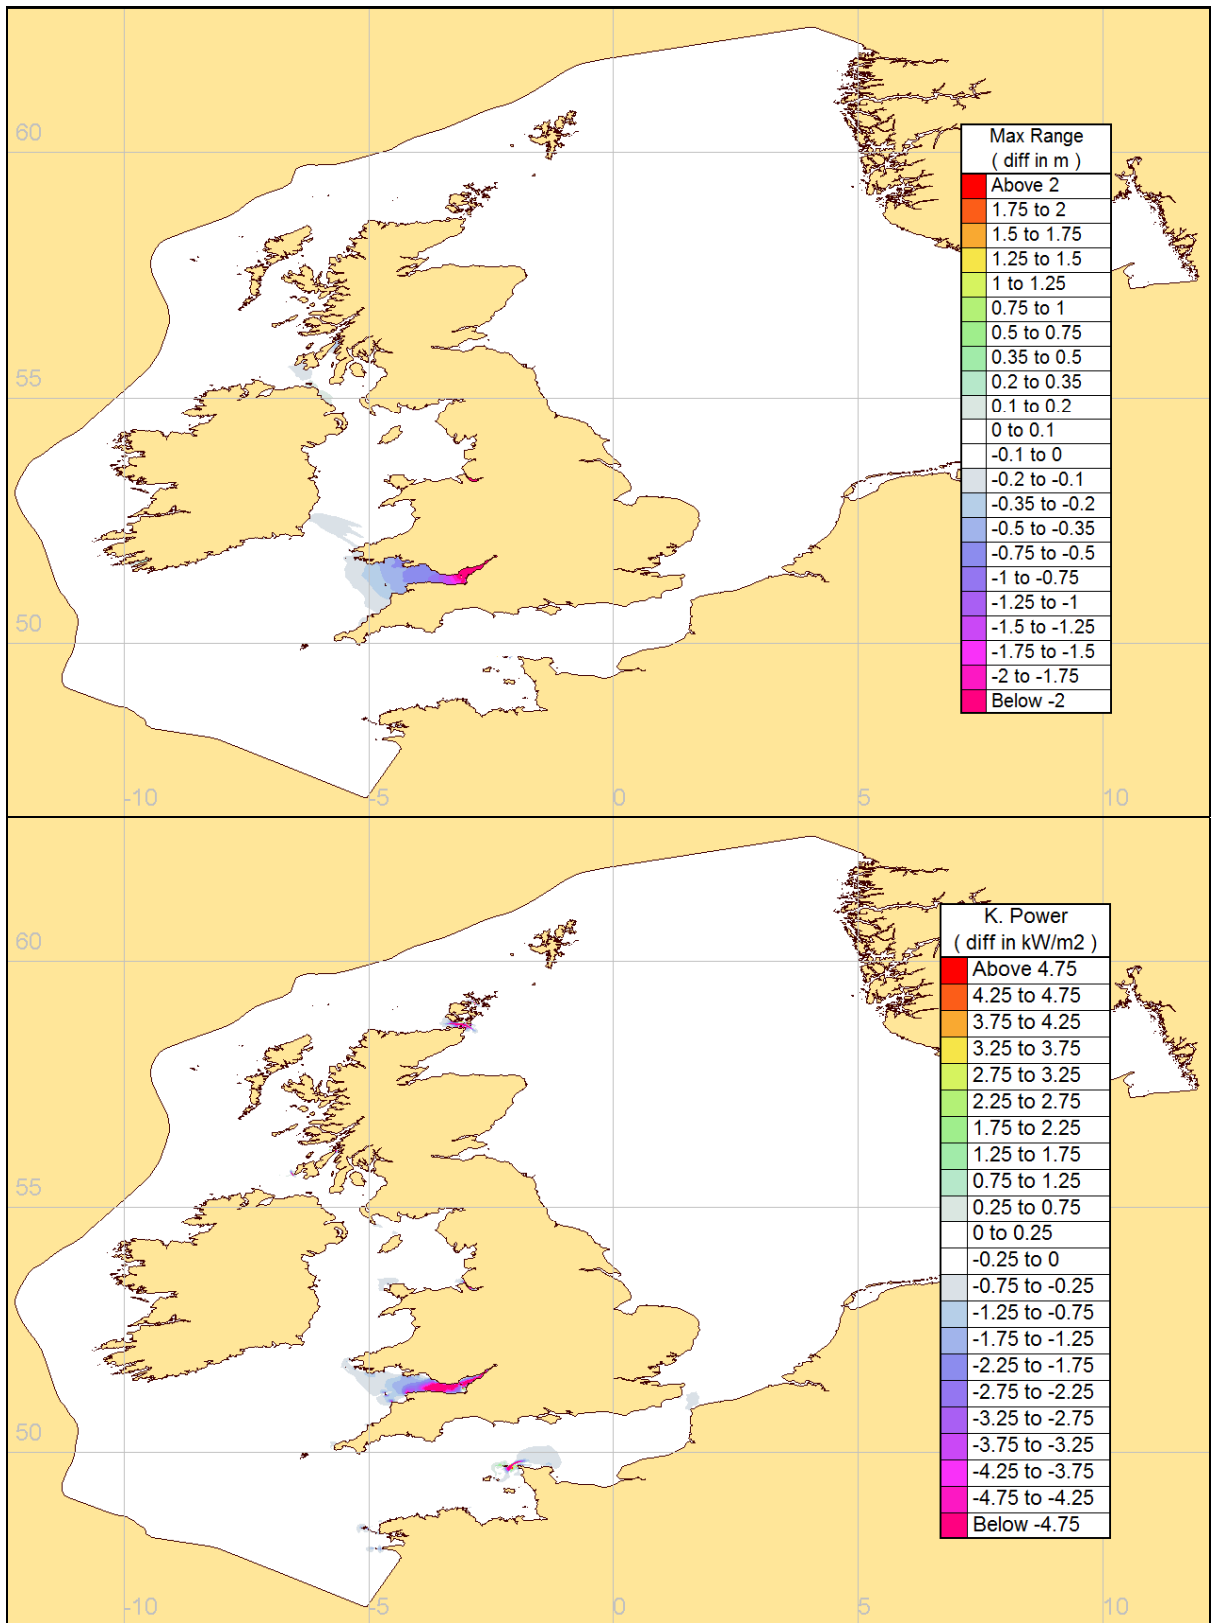 60
55
50
-10
-5
0
5
10
Max Range
( diff in m )
Above 2
1.75 to 2
1.5 to 1.75
1.25 to 1.5
1 to 1.25
0.75 to 1
0.5 to 0.75
0.35 to 0.5
0.2 to 0.35
0.1 to 0.2
0 to 0.1
-0.1 to 0
-0.2 to -0.1
-0.35 to -0.2
-0.5 to -0.35
-0.75 to -0.5
-1 to -0.75
-1.25 to -1
-1.5 to -1.25
-1.75 to -1.5
-2 to -1.75
Below -2
60
55
50
-10
-5
0
5
10
K. Power
( diff in kW/m2 )
Above 4.75
4.25 to 4.75
3.75 to 4.25
3.25 to 3.75
2.75 to 3.25
2.25 to 2.75
1.75 to 2.25
1.25 to 1.75
0.75 to 1.25
0.25 to 0.75
0 to 0.25
-0.25 to 0
-0.75 to -0.25
-1.25 to -0.75
-1.75 to -1.25
-2.25 to -1.75
-2.75 to -2.25
-3.25 to -2.75
-3.75 to -3.25
-4.25 to -3.75
-4.75 to -4.25
Below -4.75